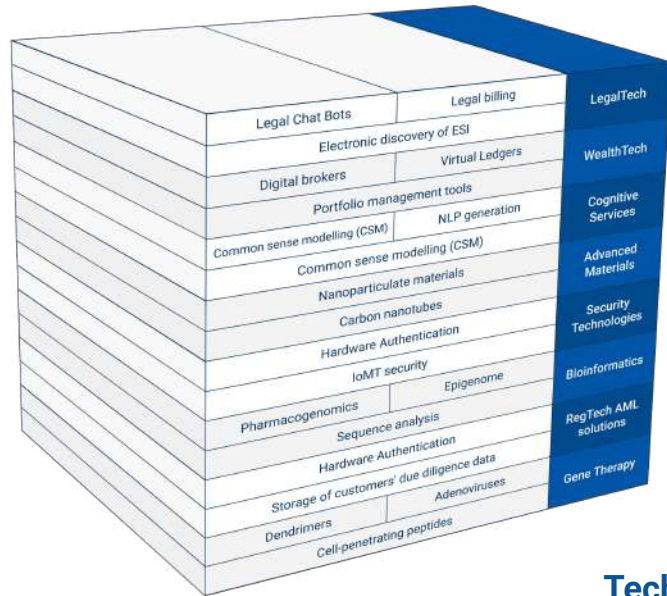 Legal Chat Bots
Legal billing
LegalTech
Electronic discovery of ESI
Digital brokers
Virtual Ledgers
WealthTech
Portfolio management tools
Common sense modelling (CSM)
NLP generation
Cognitive
Services
Common sense modelling (CSM)
Nanoparticulate materials
Advanced
Materials
Carbon nanotubes
Hardware Authentication
Security
Technologies
IoMT security
Pharmacogenomics
Epigenome
Bioinformatics
Sequence analysis
Hardware Authentication
RegTech AML
solutions
Storage of customers' due diligence data
Dendrimers
Adenoviruses
Gene Therapy
Cell-penetrating peptides
Tech